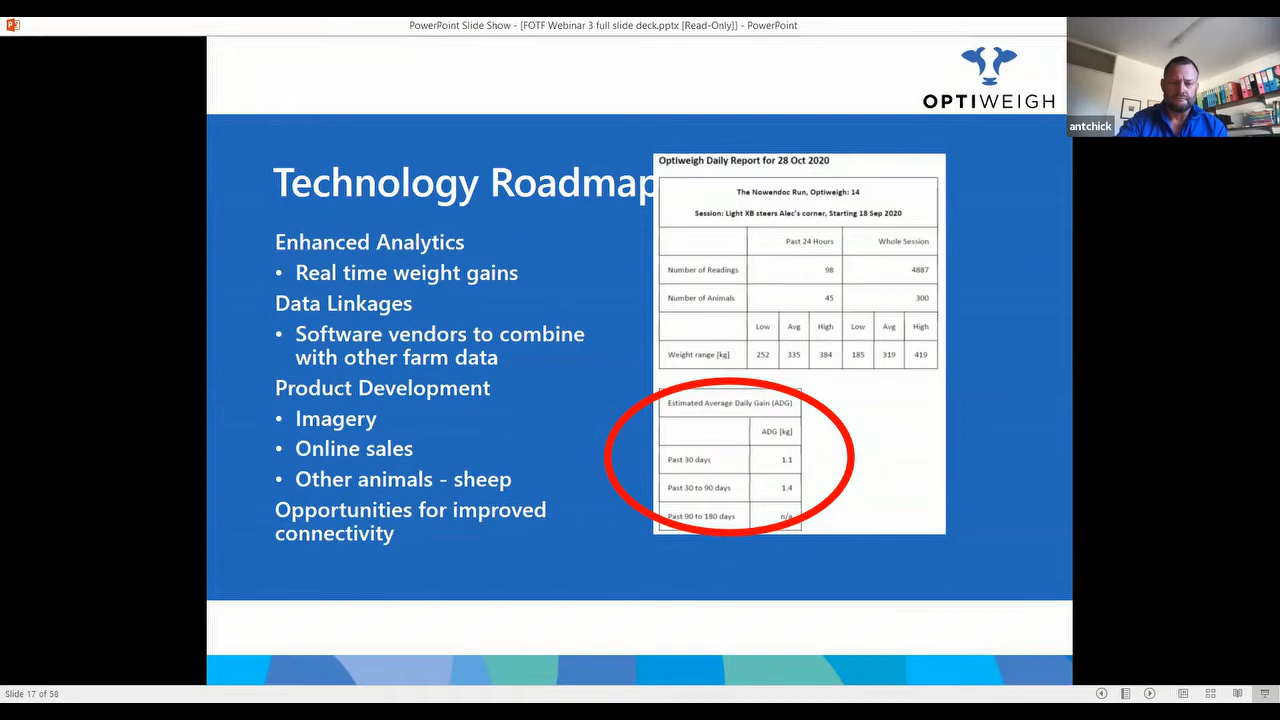 PowerPoint Slide Show - [FOTF Webinar 3 full slide deck.pptx [Read-Only]] - PowerPoint
OPTIWEIGH
antchick
Technology Roadmap
Enhanced Analytics
• Real time weight gains
Data Linkages
• Software vendors to combine
with other farm data
Product Development
• Imagery
• Online sales
• Other animals - sheep
Opportunities for improved
connectivity
Optiweigh Daily Report for 28 Oct 2020
The Nowendoc Run, Optiweigh: 14
Session: Light XB steers Alec's corner, Starting 18 Sep 2020
Past 24 Hours Whole Session
Number of Readings 98 4887
Number of Animals 45 300
Low Avg High Low Avg High
Weight range [kg] 252 335 384 185 319 419
Estimated Average Daily Gain (ADG)
ADG [kg]
Past 30 days 1.1
Past 30 to 90 days 1.4
Past 90 to 180 days n/a
Slide 17 of 58